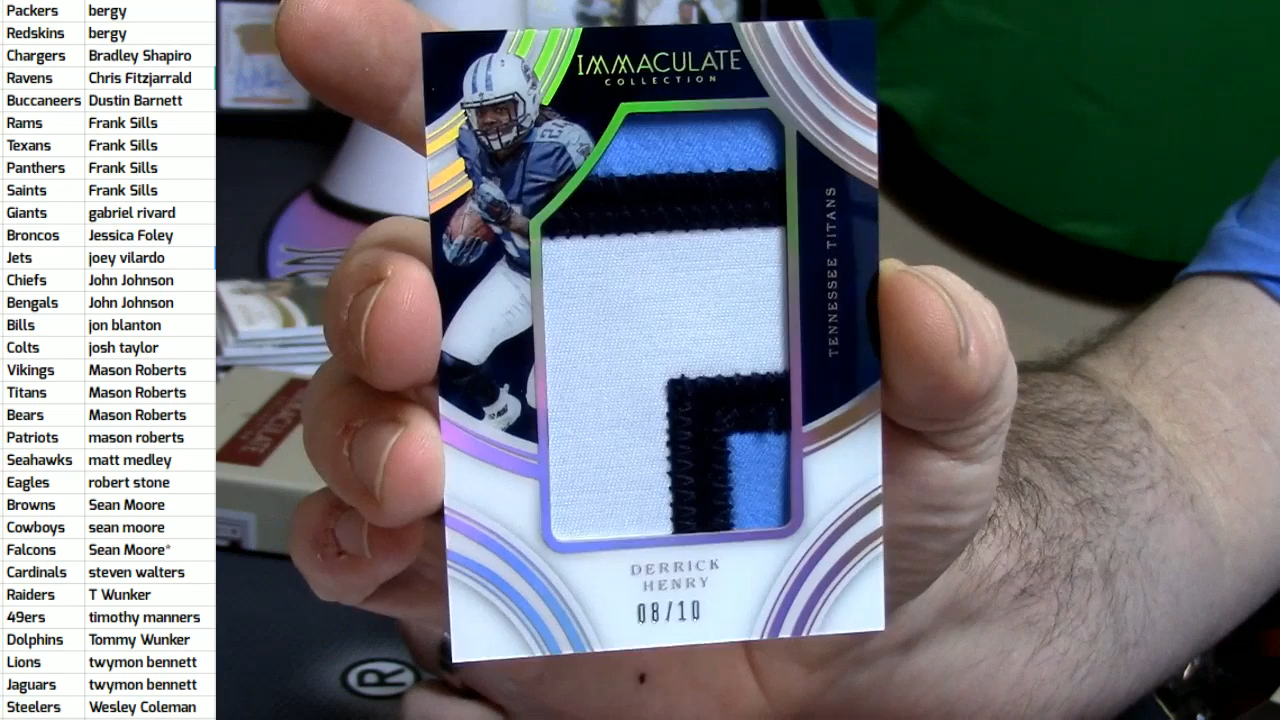 Packers bergy
Redskins bergy
Chargers Bradley Shapiro
Ravens Chris Fitzjarrald
Buccaneers Dustin Barnett
Rams Frank Sills
Texans Frank Sills
Panthers Frank Sills
Saints Frank Sills
Giants gabriel rivard
Broncos Jessica Foley
Jets joey vilardo
Chiefs John Johnson
Bengals John Johnson
Bills jon blanton
Colts josh taylor
Vikings Mason Roberts
Titans Mason Roberts
Bears Mason Roberts
Patriots mason roberts
Seahawks matt medley
Eagles robert stone
Browns Sean Moore
Cowboys sean moore
Falcons Sean Moore*
Cardinals steven walters
Raiders T Wunker
49ers timothy manners
Dolphins Tommy Wunker
Lions twymon bennett
Jaguars twymon bennett
Steelers Wesley Coleman
IMMACULATE
COLLECTION
TENNESSEE TITANS
DERRICK
HENRY
08/10
®